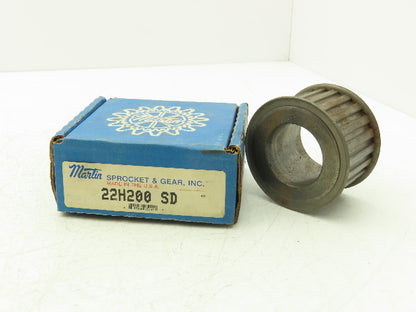 Martin SPROCKET & GEAR, INC.
MADE IN THE U.S.A.
22H200 SD